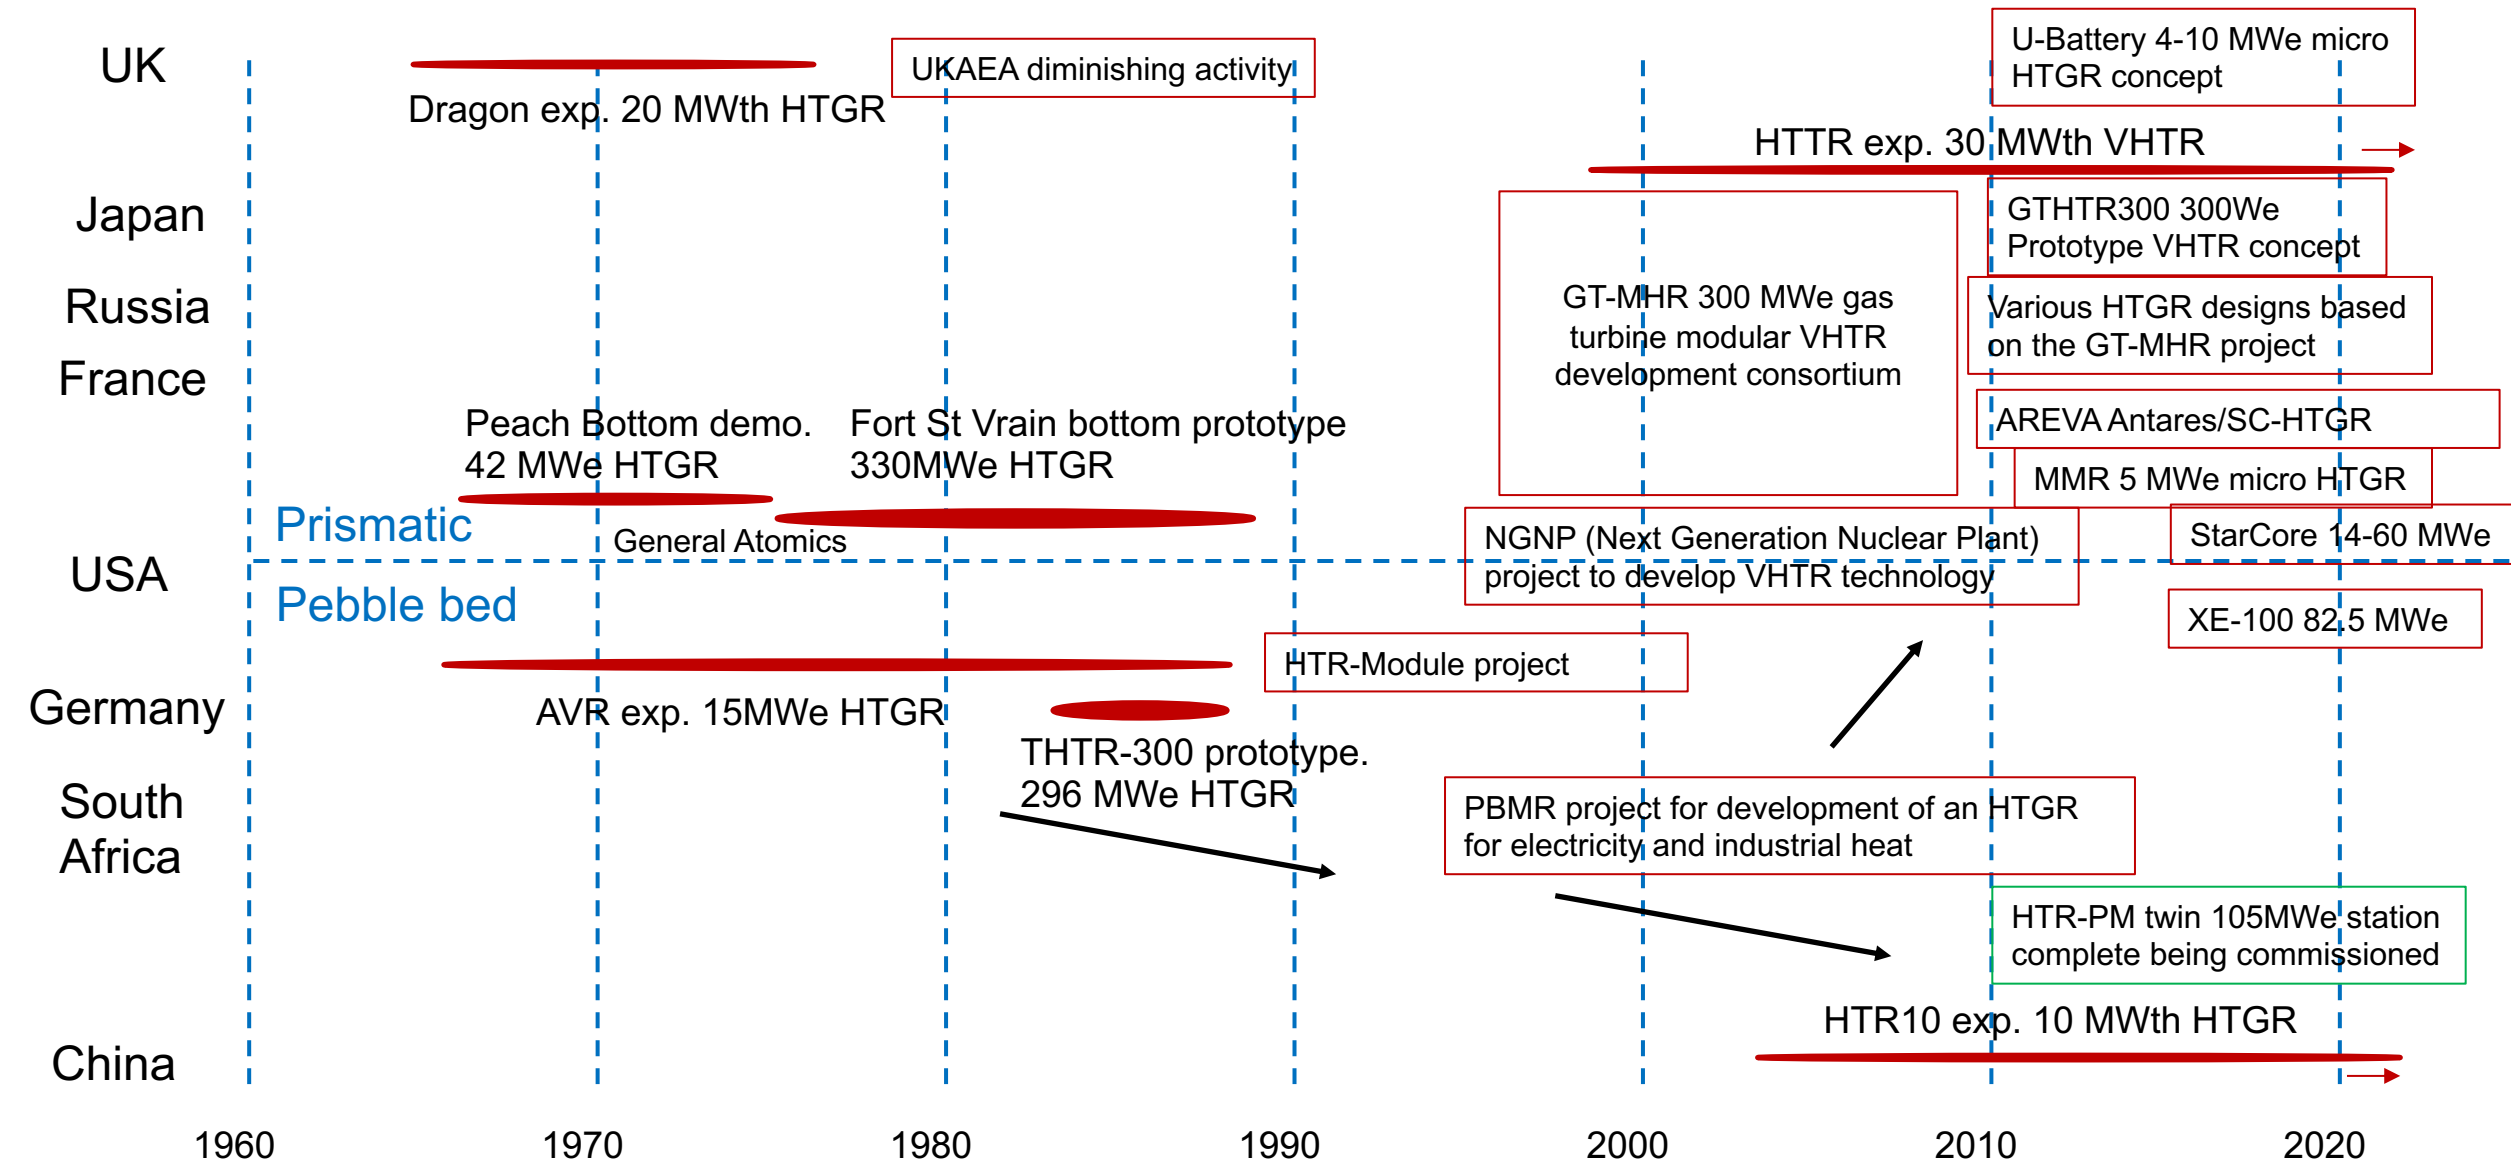 UK
UKAEA diminishing activity
Dragon exp. 20 MWth HTGR
U-Battery 4-10 MWe micro
HTGR concept
HTTR exp. 30 MWth VHTR
Japan
GTHTR300 300We
Prototype VHTR concept
Russia
GT-MHR 300 MWe gas
turbine modular VHTR
development consortium
Various HTGR designs based
on the GT-MHR project
France
Peach Bottom demo.
42 MWe HTGR
Fort St Vrain bottom prototype
330MWe HTGR
AREVA Antares/SC-HTGR
MMR 5 MWe micro HTGR
Prismatic
General Atomics
NGNP (Next Generation Nuclear Plant)
project to develop VHTR technology
StarCore 14-60 MWe
USA
Pebble bed
XE-100 82.5 MWe
HTR-Module project
Germany
AVR exp. 15MWe HTGR
THTR-300 prototype.
296 MWe HTGR
South
Africa
PBMR project for development of an HTGR
for electricity and industrial heat
HTR-PM twin 105MWe station
complete being commissioned
HTR10 exp. 10 MWth HTGR
China
1960
1970
1980
1990
2000
2010
2020